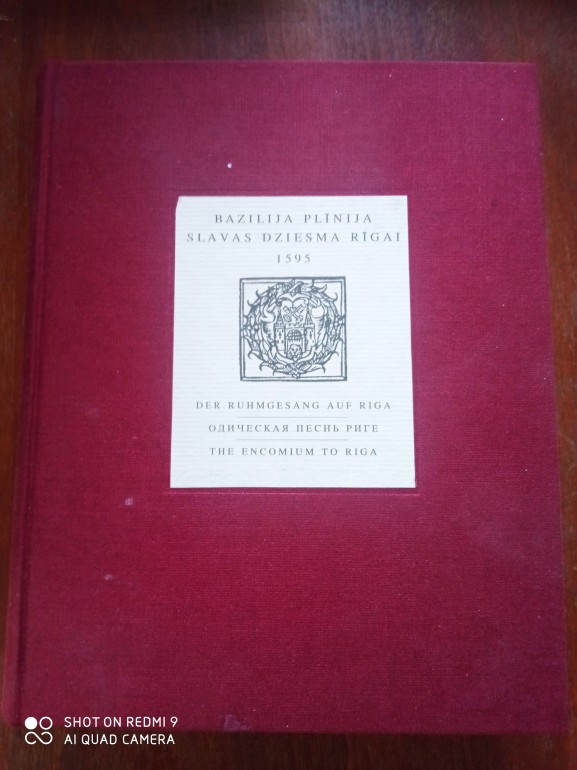 BAZILIJA PLĪNIJA
SLAVAS DZIESMA RĪGAI
1595
DER RUHMGESANG AUF RIGA
ОДИЧЕСКАЯ ПЕСНЬ РИГЕ
THE ENCOMIUM TO RIGA
SHOT ON REDMI 9
AI QUAD CAMERA